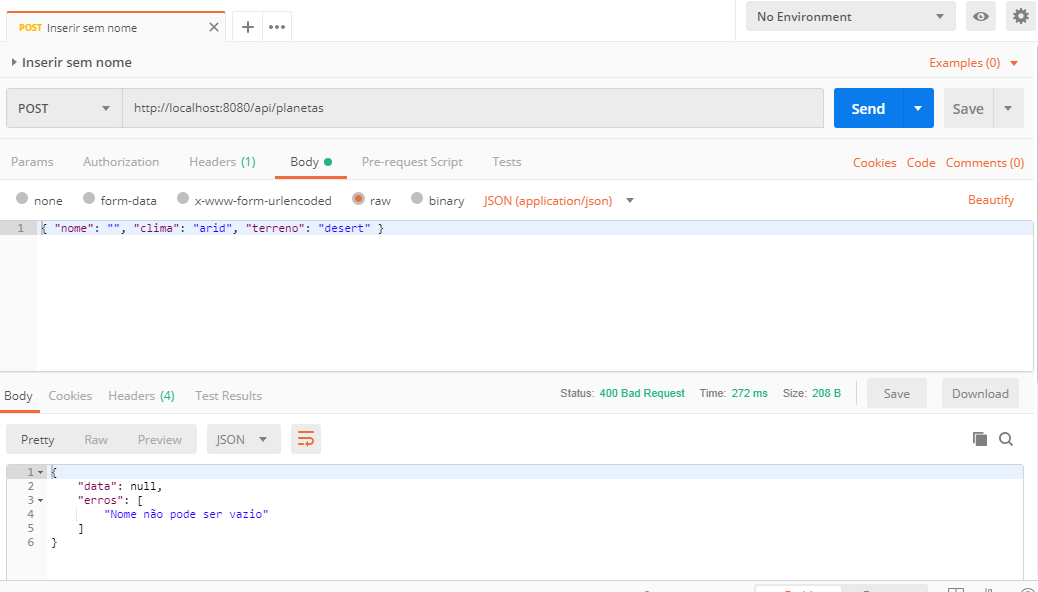 POST Inserir sem nome
No Environment
Inserir sem nome
Examples (0)
POST
http://localhost:8080/api/planetas
Send
Save
Params Authorization Headers (1) Body Pre-request Script Tests
Cookies Code Comments (0)
none form-data x-www-form-urlencoded raw binary JSON (application/json)
Beautify
1 { "nome": "", "clima": "arid", "terreno": "desert" }
Body Cookies Headers (4) Test Results
Status: 400 Bad Request Time: 272 ms Size: 208 B
Save Download
Pretty Raw Preview JSON
1 {
2 "data": null,
3 "erros": [
4 "Nome não pode ser vazio"
5 ]
6 }